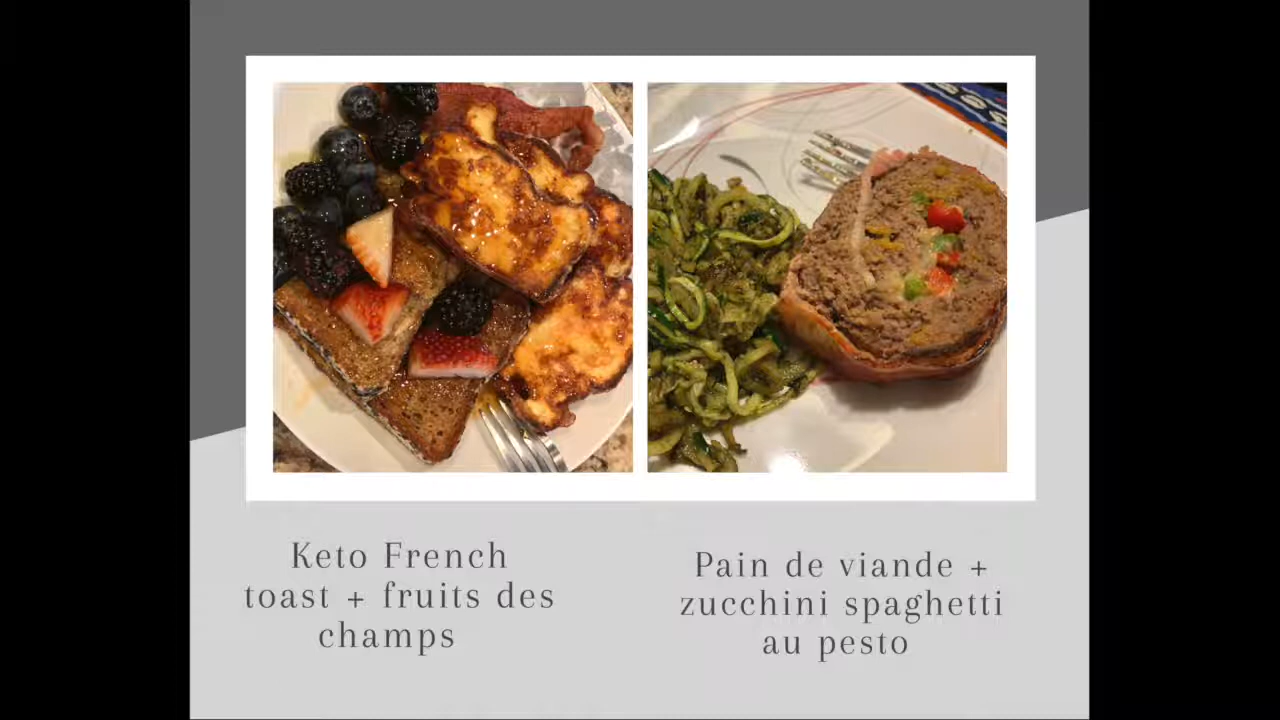 Keto French
toast + fruits des
champs
Pain de viande +
zucchini spaghetti
au pesto